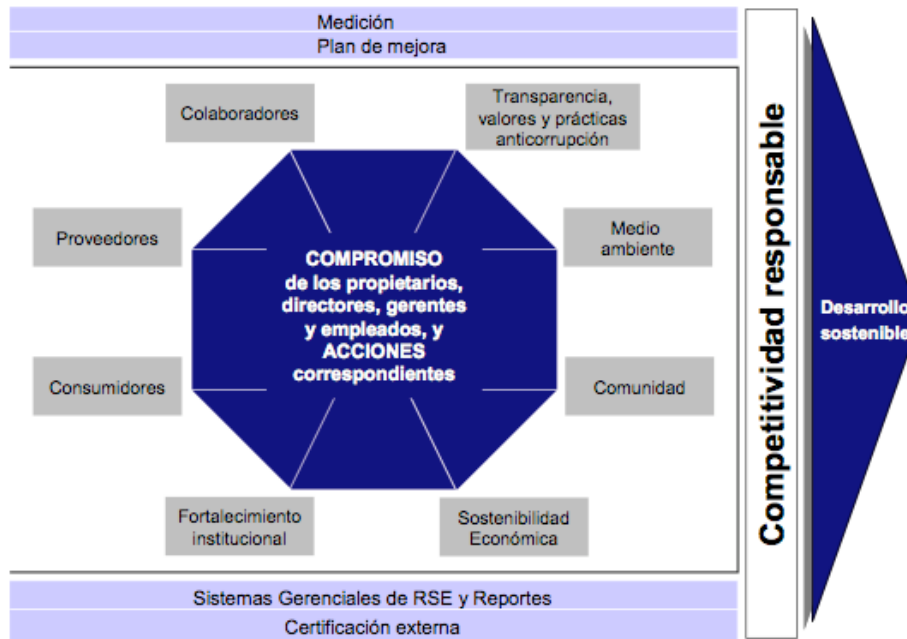 Medición
Plan de mejora
Colaboradores
Transparencia,
valores y prácticas
anticorrupción
Proveedores
Medio
ambiente
COMPROMISO
de los propietarios,
directores, gerentes
y empleados, y
ACCIONES
correspondientes
Consumidores
Comunidad
Fortalecimiento
institucional
Sostenibilidad
Económica
Competitividad responsable
Desarrollo
sostenible
Sistemas Gerenciales de RSE y Reportes
Certificación externa